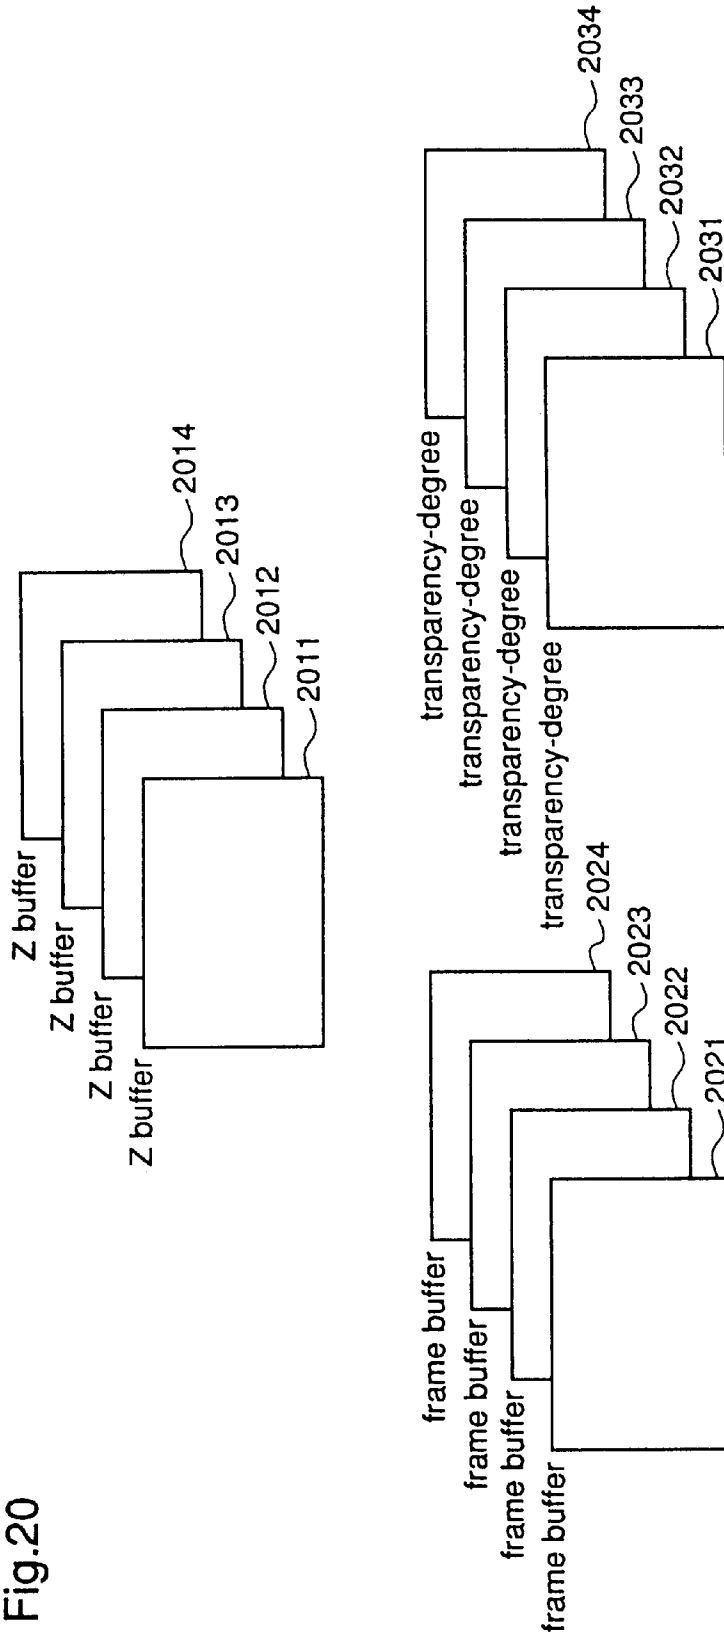 Fig.20
Z buffer
Z buffer
Z buffer
Z buffer
2014
2013
2012
2011
frame buffer
frame buffer
frame buffer
frame buffer
2024
2023
2022
2021
transparency-degree
transparency-degree
transparency-degree
transparency-degree
2034
2033
2032
2031